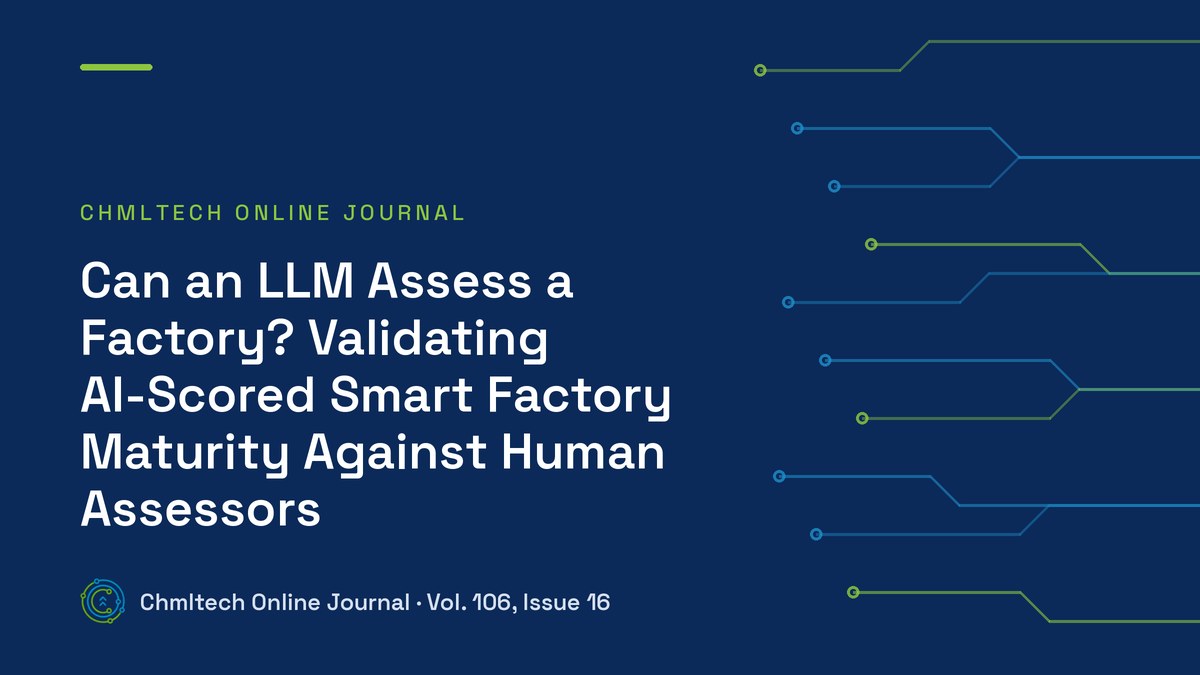 CHMLTECH ONLINE JOURNAL
Can an LLM Assess a
Factory? Validating
AI-Scored Smart Factory
Maturity Against Human
Assessors
Chmltech Online Journal · Vol. 106, Issue 16